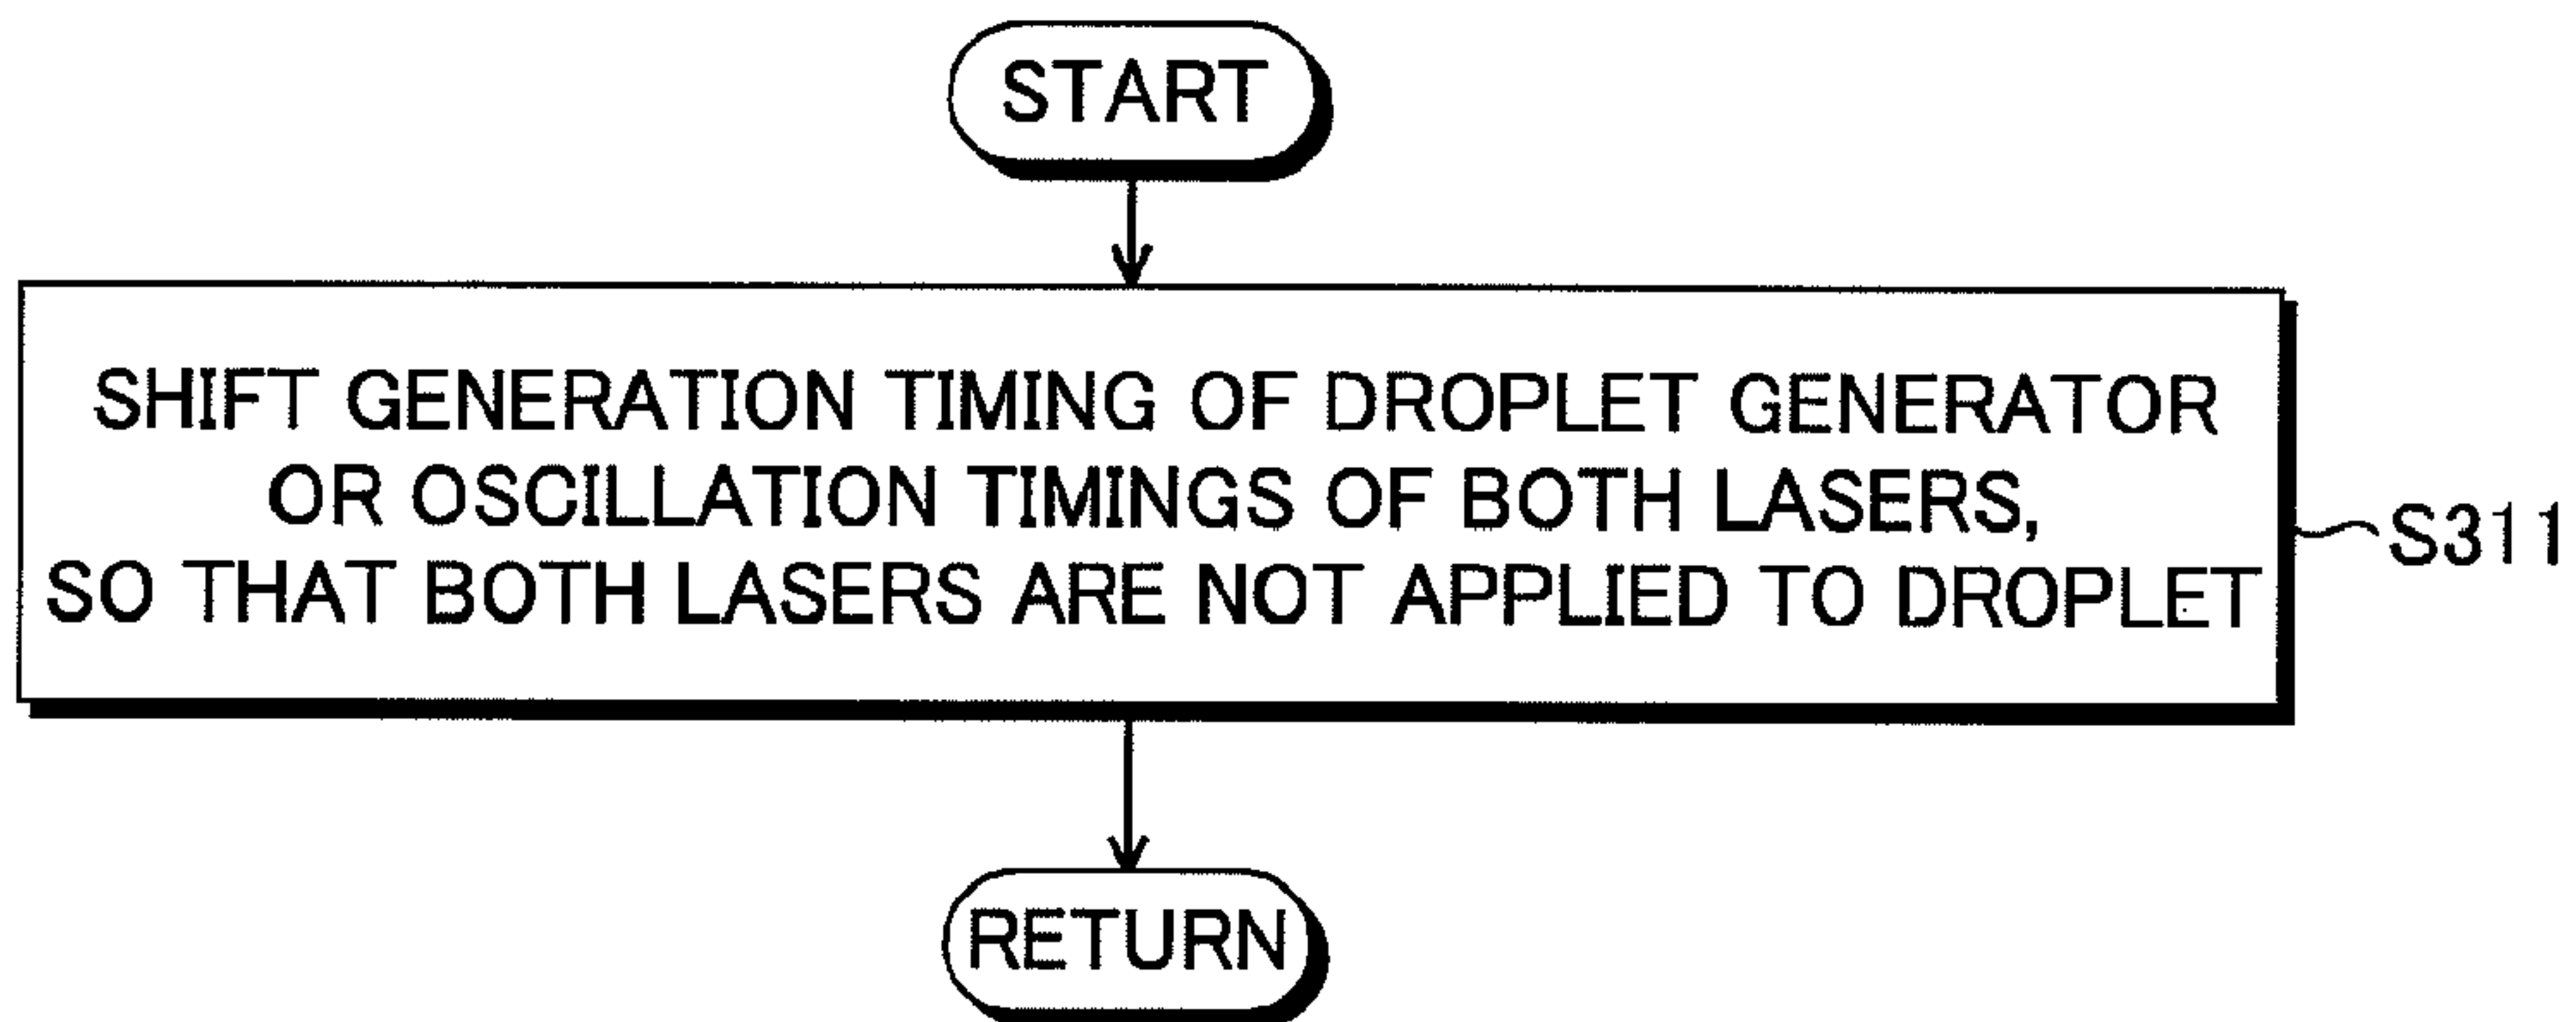 START
SHIFT GENERATION TIMING OF DROPLET GENERATOR
OR OSCILLATION TIMINGS OF BOTH LASERS,
SO THAT BOTH LASERS ARE NOT APPLIED TO DROPLET
S311
RETURN